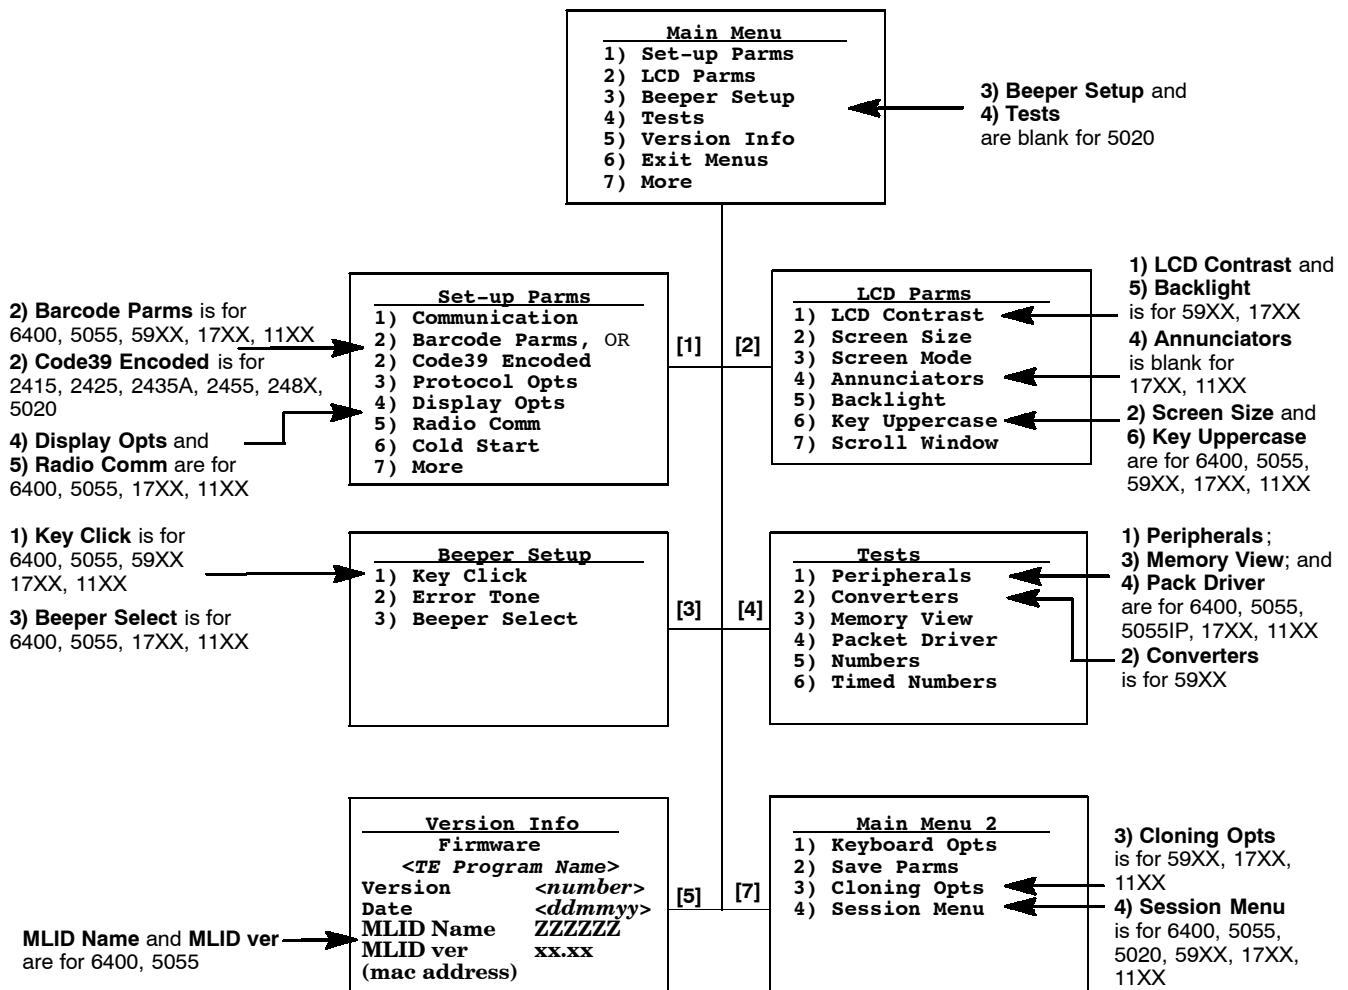 Main Menu
1) Set-up Parms
2) LCD Parms
3) Beeper Setup
4) Tests
5) Version Info
6) Exit Menus
7) More
3) Beeper Setup and
4) Tests
are blank for 5020
2) Barcode Parms is for
6400, 5055, 59XX, 17XX, 11XX
2) Code39 Encoded is for
2415, 2425, 2435A, 2455, 248X,
5020
4) Display Opts and
5) Radio Comm are for
6400, 5055, 17XX, 11XX
Set-up Parms
1) Communication
2) Barcode Parms, OR
2) Code39 Encoded
3) Protocol Opts
4) Display Opts
5) Radio Comm
6) Cold Start
7) More
[1]
[2]
LCD Parms
1) LCD Contrast
2) Screen Size
3) Screen Mode
4) Annunciators
5) Backlight
6) Key Uppercase
7) Scroll Window
1) LCD Contrast and
5) Backlight
is for 59XX, 17XX
4) Annunciators
is blank for
17XX, 11XX
2) Screen Size and
6) Key Uppercase
are for 6400, 5055,
59XX, 17XX, 11XX
1) Key Click is for
6400, 5055, 59XX
17XX, 11XX
3) Beeper Select is for
6400, 5055, 17XX, 11XX
Beeper Setup
1) Key Click
2) Error Tone
3) Beeper Select
[3]
[4]
Tests
1) Peripherals
2) Converters
3) Memory View
4) Packet Driver
5) Numbers
6) Timed Numbers
1) Peripherals;
3) Memory View; and
4) Pack Driver
are for 6400, 5055,
5055IP, 17XX, 11XX
2) Converters
is for 59XX
MLID Name and MLID ver
are for 6400, 5055
Version Info
Firmware
<TE Program Name>
Version <number>
Date <ddmmyy>
MLID Name ZZZZZZ
MLID ver xx.xx
(mac address)
[5]
[7]
Main Menu 2
1) Keyboard Opts
2) Save Parms
3) Cloning Opts
4) Session Menu
3) Cloning Opts
is for 59XX, 17XX,
11XX
4) Session Menu
is for 6400, 5055,
5020, 59XX, 17XX,
11XX